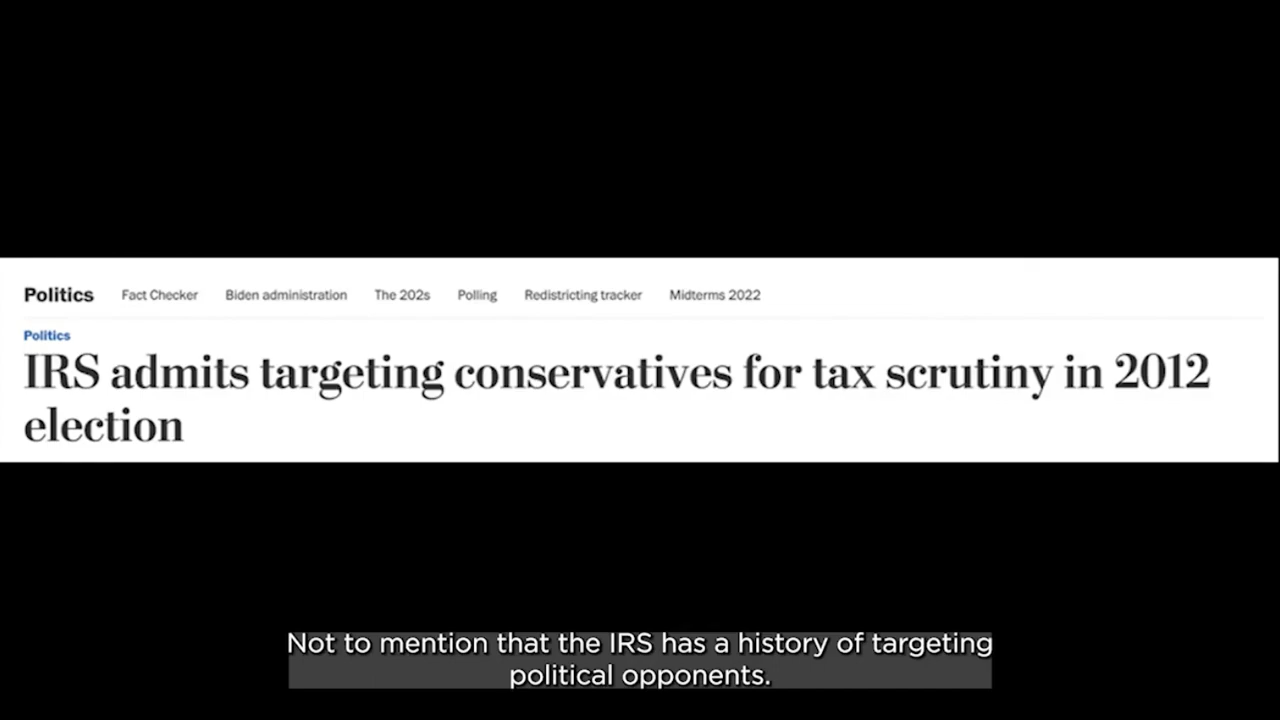 Politics Fact Checker Biden administration The 202s Polling Redistricting tracker Midterms 2022
Politics
IRS admits targeting conservatives for tax scrutiny in 2012
election
Not to mention that the IRS has a history of targeting
political opponents.